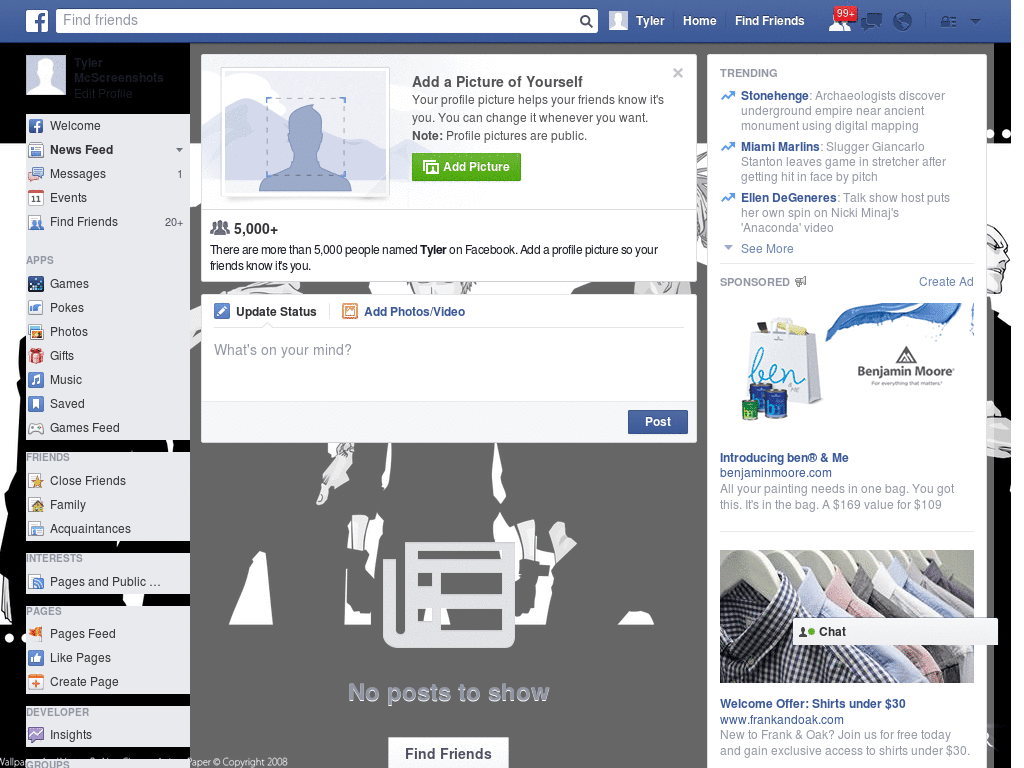 Find friends
Tyler
Home
Find Friends
99+
Tyler
McScreenshots
Edit Profile
Welcome
News Feed
Messages 1
11 Events
Find Friends 20+
APPS
Games
Pokes
Photos
Gifts
Music
Saved
Games Feed
FRIENDS
Close Friends
Family
Acquaintances
INTERESTS
Pages and Public ...
PAGES
Pages Feed
Like Pages
Create Page
DEVELOPER
Insights
GROUPS
Paper © Copyright 2008
Add a Picture of Yourself
Your profile picture helps your friends know it's
you. You can change it whenever you want.
Note: Profile pictures are public.
Add Picture
5,000+
There are more than 5,000 people named Tyler on Facebook. Add a profile picture so your
friends know it's you.
Update Status
Add Photos/Video
What's on your mind?
Post
No posts to show
Find Friends
TRENDING
Stonehenge: Archaeologists discover
underground empire near ancient
monument using digital mapping
Miami Marlins: Slugger Giancarlo
Stanton leaves game in stretcher after
getting hit in face by pitch
Ellen DeGeneres: Talk show host puts
her own spin on Nicki Minaj's
'Anaconda' video
See More
SPONSORED
Create Ad
ben
Benjamin Moore®
For everything that matters.
Introducing ben® & Me
benjaminmoore.com
All your painting needs in one bag. You got
this. It's in the bag. A $169 value for $109
Chat
Welcome Offer: Shirts under $30
www.frankandoak.com
New to Frank & Oak? Join us for free today
and gain exclusive access to shirts under $30.